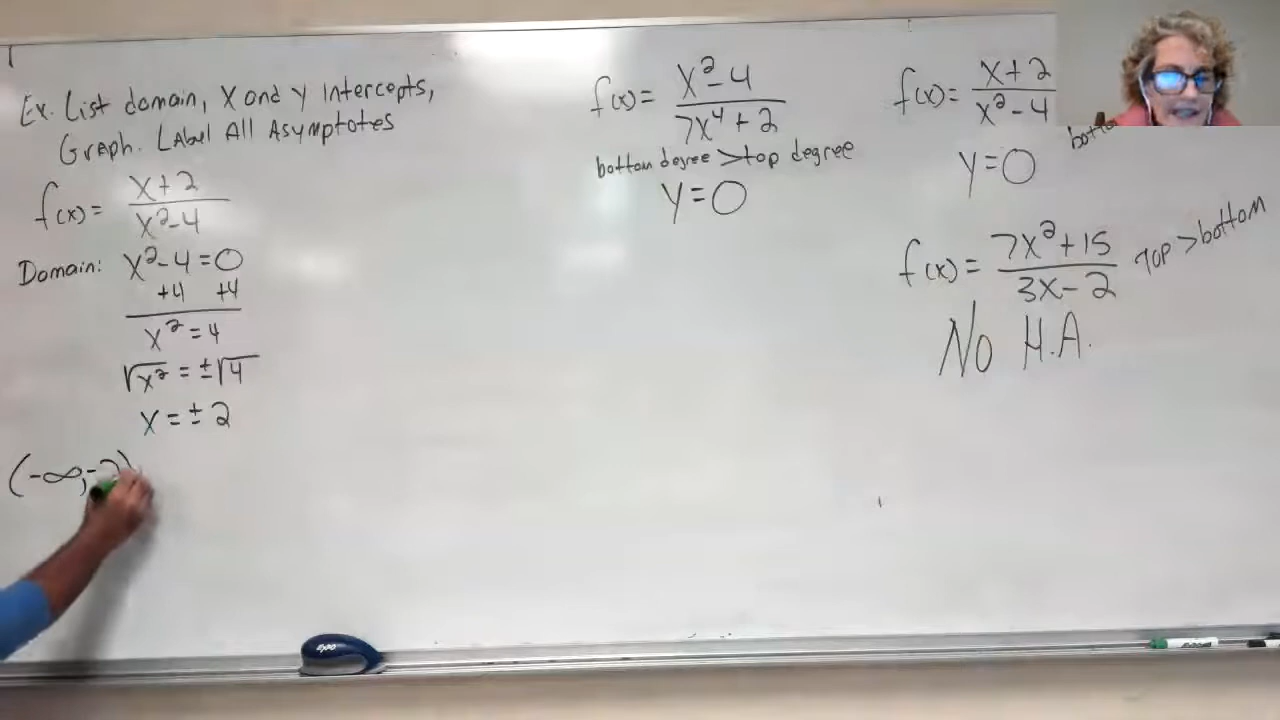 Ex. List domain, X and Y Intercepts,
Graph. Label All Asymptotes
f(x) = x+2 / x²-4
Domain: x²-4=0
+4 +4
x²=4
√x² = ±√4
x = ± 2
(-∞,-2)
f(x) = x²-4 / 7x⁴+2
bottom degree > top degree
y=0
f(x) = x+2 / x²-4
y=0
f(x) = 7x²+15 / 3x-2 Top > bottom
No H.A.
EXPO